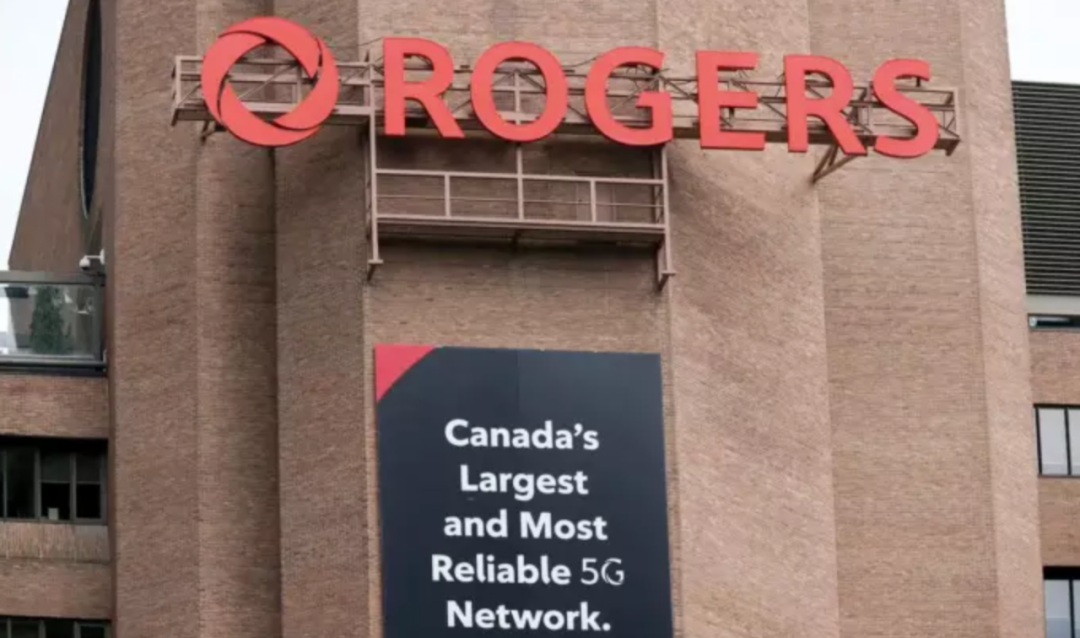 ROGERS
Canada's
Largest
and Most
Reliable 5G
Network.